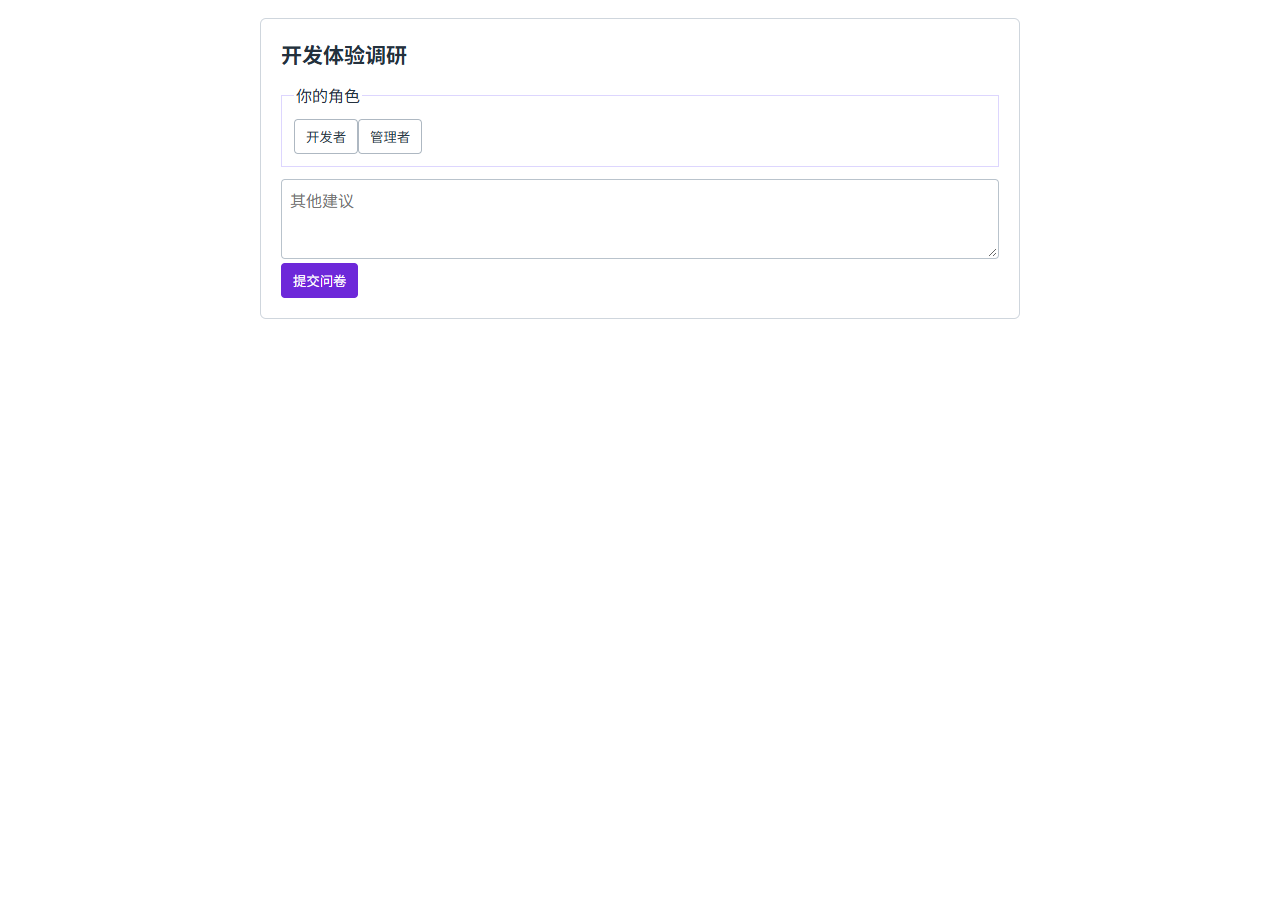 开发体验调研
你的角色
开发者 管理者
其他建议
提交问卷